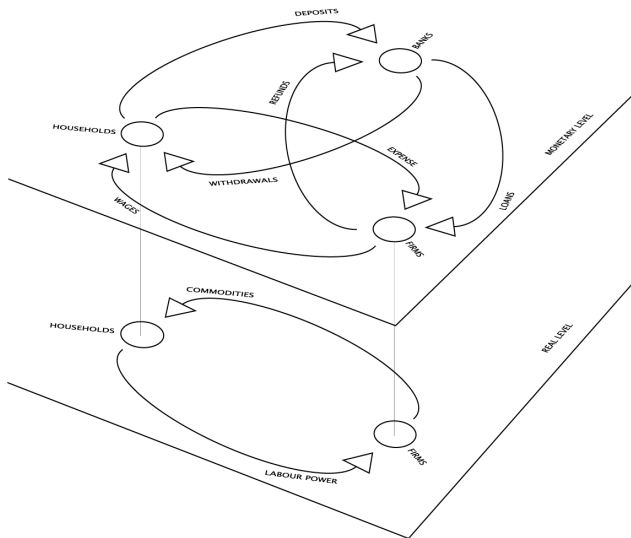 DEPOSITS
BANKS
REFUNDS
HOUSEHOLDS
MONETARY LEVEL
EXPENSE
WITHDRAWALS
LOANS
WAGES
FIRMS
COMMODITIES
HOUSEHOLDS
REAL LEVEL
FIRMS
LABOUR POWER